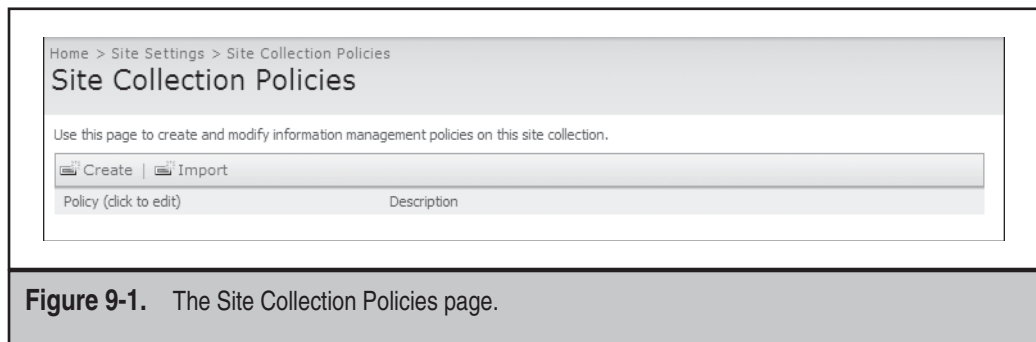 Home > Site Settings > Site Collection Policies
Site Collection Policies
Use this page to create and modify information management policies on this site collection.
Create | Import
Policy (click to edit) Description
Figure 9-1. The Site Collection Policies page.